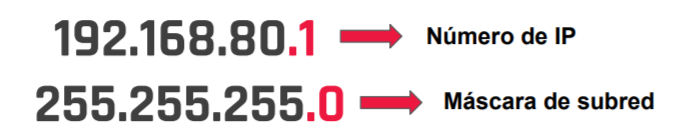 192.168.80.1 Número de IP
255.255.255.0 Máscara de subred